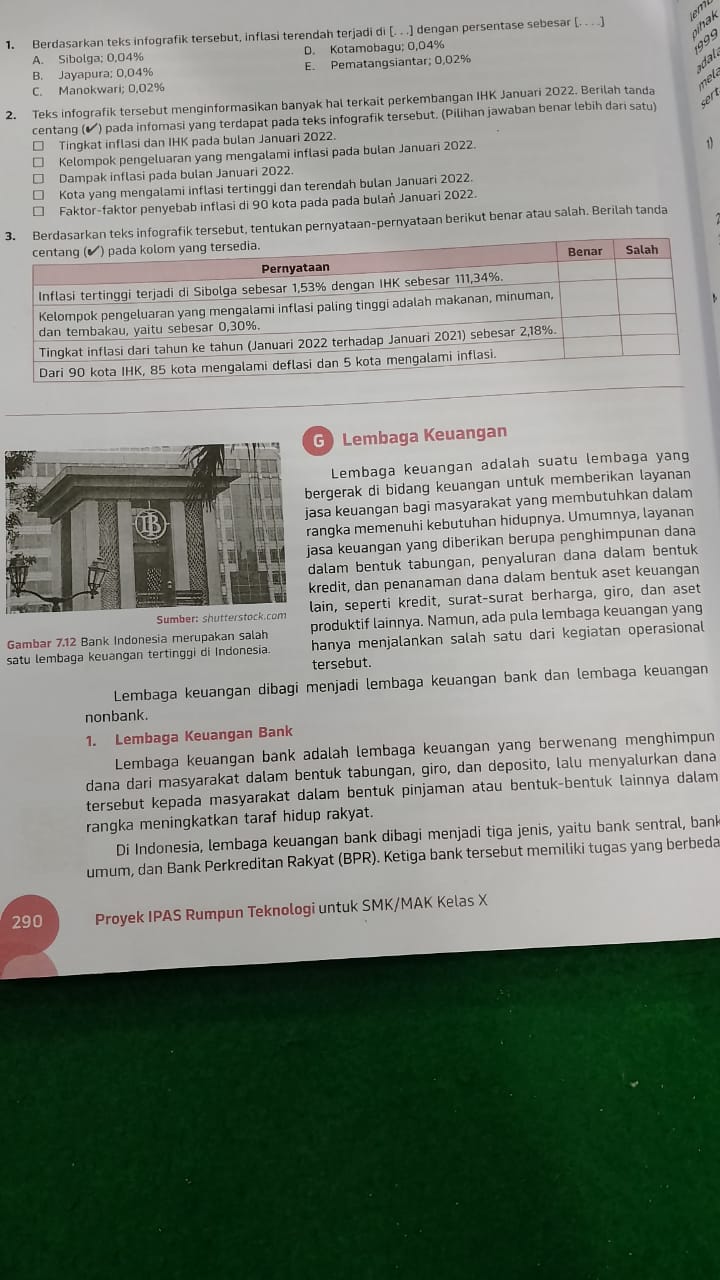 1. Berdasarkan teks infografik tersebut, inflasi terendah terjadi di [. . .] dengan persentase sebesar [. . . .]
A. Sibolga; 0,04%
B. Jayapura; 0,04%
C. Manokwari; 0,02%
D. Kotamobagu; 0,04%
E. Pematangsiantar; 0,02%
2. Teks infografik tersebut menginformasikan banyak hal terkait perkembangan IHK Januari 2022. Berilah tanda
centang (✔) pada infomasi yang terdapat pada teks infografik tersebut. (Pilihan jawaban benar lebih dari satu)
☐ Tingkat inflasi dan IHK pada bulan Januari 2022.
☐ Kelompok pengeluaran yang mengalami inflasi pada bulan Januari 2022.
☐ Dampak inflasi pada bulan Januari 2022.
☐ Kota yang mengalami inflasi tertinggi dan terendah bulan Januari 2022.
☐ Faktor-faktor penyebab inflasi di 90 kota pada pada bulan Januari 2022.
3. Berdasarkan teks infografik tersebut, tentukan pernyataan-pernyataan berikut benar atau salah. Berilah tanda
centang (✔) pada kolom yang tersedia.
Pernyataan Benar Salah
Inflasi tertinggi terjadi di Sibolga sebesar 1,53% dengan IHK sebesar 111,34%.
Kelompok pengeluaran yang mengalami inflasi paling tinggi adalah makanan, minuman,
dan tembakau, yaitu sebesar 0,30%.
Tingkat inflasi dari tahun ke tahun (Januari 2022 terhadap Januari 2021) sebesar 2,18%.
Dari 90 kota IHK, 85 kota mengalami deflasi dan 5 kota mengalami inflasi.
G Lembaga Keuangan
Lembaga keuangan adalah suatu lembaga yang
bergerak di bidang keuangan untuk memberikan layanan
jasa keuangan bagi masyarakat yang membutuhkan dalam
rangka memenuhi kebutuhan hidupnya. Umumnya, layanan
jasa keuangan yang diberikan berupa penghimpunan dana
dalam bentuk tabungan, penyaluran dana dalam bentuk
kredit, dan penanaman dana dalam bentuk aset keuangan
lain, seperti kredit, surat-surat berharga, giro, dan aset
produktif lainnya. Namun, ada pula lembaga keuangan yang
hanya menjalankan salah satu dari kegiatan operasional
tersebut.
Sumber: shutterstock.com
Gambar 7.12 Bank Indonesia merupakan salah
satu lembaga keuangan tertinggi di Indonesia.
Lembaga keuangan dibagi menjadi lembaga keuangan bank dan lembaga keuangan
nonbank.
1. Lembaga Keuangan Bank
Lembaga keuangan bank adalah lembaga keuangan yang berwenang menghimpun
dana dari masyarakat dalam bentuk tabungan, giro, dan deposito, lalu menyalurkan dana
tersebut kepada masyarakat dalam bentuk pinjaman atau bentuk-bentuk lainnya dalam
rangka meningkatkan taraf hidup rakyat.
Di Indonesia, lembaga keuangan bank dibagi menjadi tiga jenis, yaitu bank sentral, bank
umum, dan Bank Perkreditan Rakyat (BPR). Ketiga bank tersebut memiliki tugas yang berbeda
290 Proyek IPAS Rumpun Teknologi untuk SMK/MAK Kelas X
pihak
1999
1)